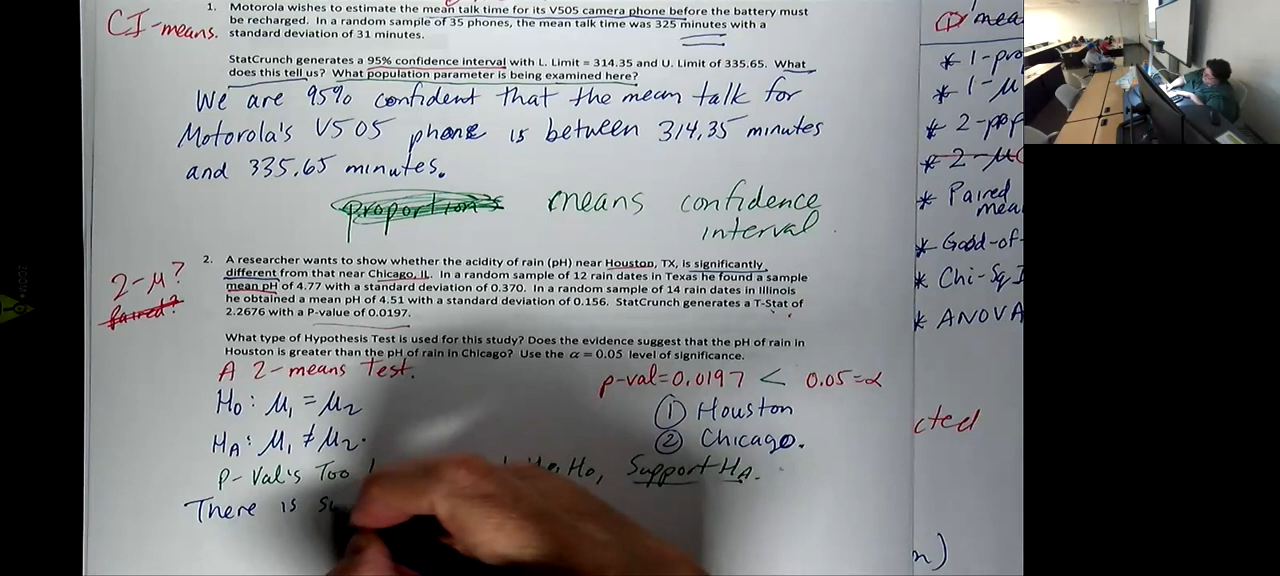 CI-means.
1. Motorola wishes to estimate the mean talk time for its V505 camera phone before the battery must
be recharged. In a random sample of 35 phones, the mean talk time was 325 minutes with a
standard deviation of 31 minutes.
StatCrunch generates a 95% confidence interval with L. Limit = 314.35 and U. Limit of 335.65. What
does this tell us? What population parameter is being examined here?
We are 95% confident that the mean talk for
Motorola's V505 phone is between 314.35 minutes
and 335.65 minutes.
proportions means confidence
interval.
2-μ?
paired?
2. A researcher wants to show whether the acidity of rain (pH) near Houston, TX, is significantly
different from that near Chicago, IL. In a random sample of 12 rain dates in Texas he found a sample
mean pH of 4.77 with a standard deviation of 0.370. In a random sample of 14 rain dates in Illinois
he obtained a mean pH of 4.51 with a standard deviation of 0.156. StatCrunch generates a T-Stat of
2.2676 with a P-value of 0.0197.
What type of Hypothesis Test is used for this study? Does the evidence suggest that the pH of rain in
Houston is greater than the pH of rain in Chicago? Use the α = 0.05 level of significance.
A 2-means Test.
p-val=0.0197 < 0.05=α
H0: μ1 = μ2
① Houston
HA: μ1 ≠ μ2.
② Chicago.
P-Val's Too H0, Support HA.
There is
① mea
* 1-pro
* 1-μ
* 2-prop
* 2-μ
* Paired
mea
* Good-of-
* Chi-Sq I
* ANOVA
cted
n)
ZOOM